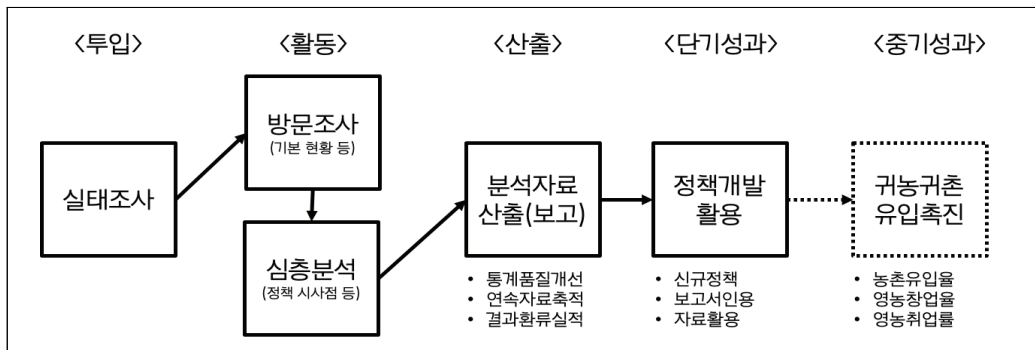 <투입>
<활동>
<산출>
<단기성과>
<중기성과>
실태조사
방문조사
(기본 현황 등)
심층분석
(정책 시사점 등)
분석자료
산출(보고)
• 통계품질개선
• 연속자료축적
• 결과환류실적
정책개발
활용
• 신규정책
• 보고서인용
• 자료활용
귀농귀촌
유입촉진
• 농촌유입율
• 영농창업율
• 영농취업률